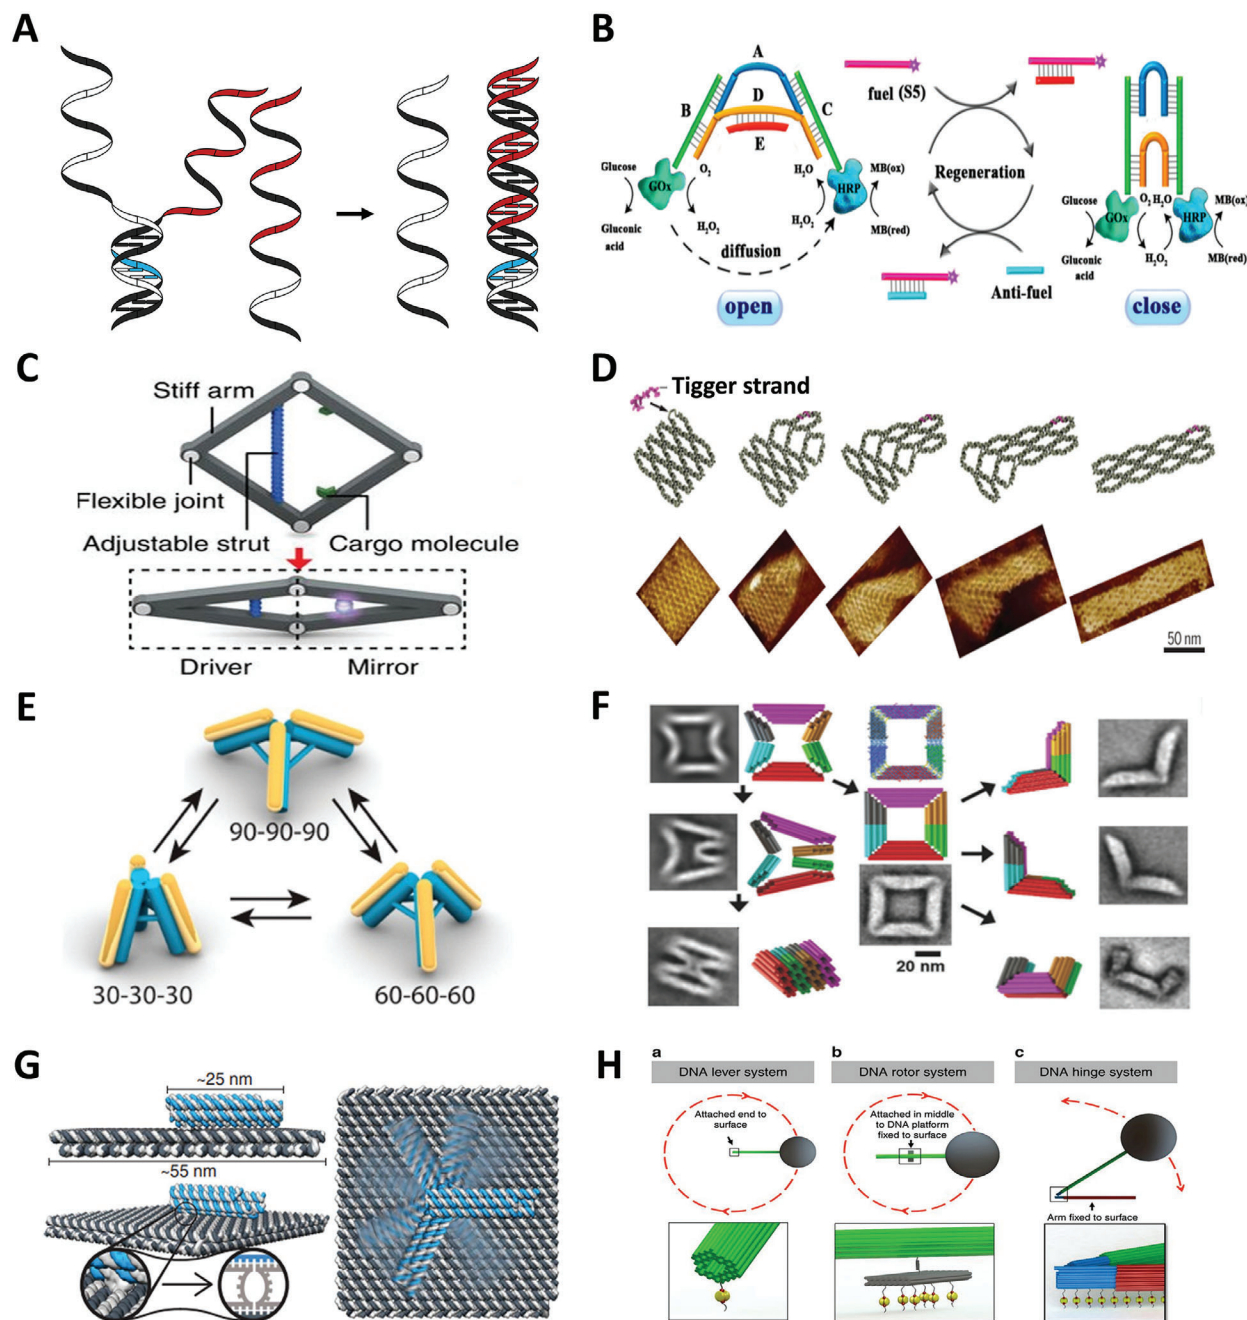 A
B
A
B
D
C
E
fuel (S5)
Glucose
GOx
O₂
H₂O
HRP
MB(ox)
Gluconic
acid
H₂O₂
H₂O₂
MB(red)
diffusion
open
Regeneration
Anti-fuel
Glucose
O₂
H₂O
MB(ox)
GOx
HRP
Gluconic
acid
H₂O₂
MB(red)
close
C
Stiff arm
Flexible joint
Adjustable strut
Cargo molecule
Driver
Mirror
D
Tigger strand
50 nm
E
90-90-90
30-30-30
60-60-60
F
20 nm
G
~25 nm
~55 nm
H
a
DNA lever system
Attached end to
surface
b
DNA rotor system
Attached in middle
to DNA platform
fixed to surface
c
DNA hinge system
Arm fixed to surface